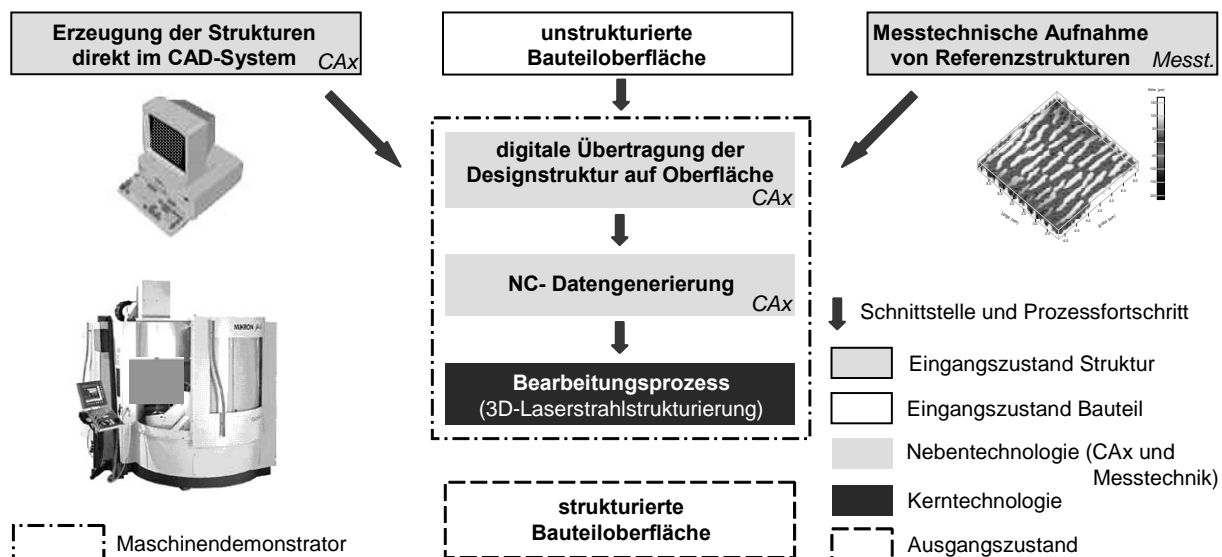 Erzeugung der Strukturen
direkt im CAD-System CAx
unstrukturierte
Bauteiloberfläche
Messtechnische Aufnahme
von Referenzstrukturen Messt.
digitale Übertragung der
Designstruktur auf Oberfläche
CAx
NC- Datengenerierung
CAx
Bearbeitungsprozess
(3D-Laserstrahlstrukturierung)
strukturierte
Bauteiloberfläche
MIKRON
Maschinendemonstrator
Schnittstelle und Prozessfortschritt
Eingangszustand Struktur
Eingangszustand Bauteil
Nebentechnologie (CAx und
Messtechnik)
Kerntechnologie
Ausgangszustand